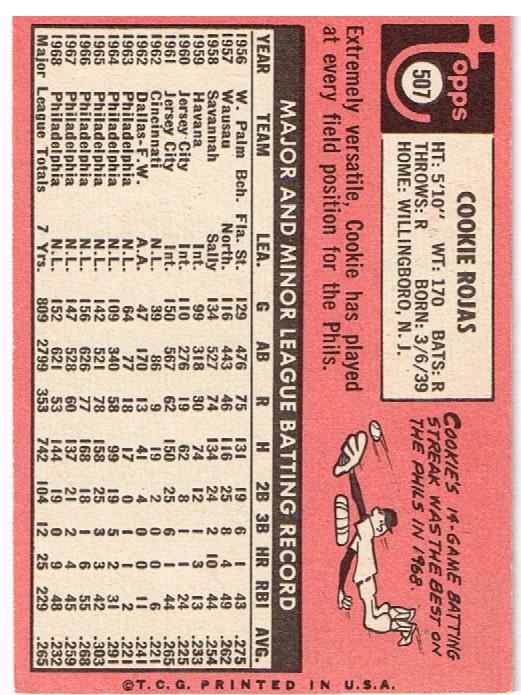 Topps
507
COOKIE ROJAS
HT: 5'10" WT: 170 BATS: R
THROWS: R BORN: 3/6/39
HOME: WILLINGBORO, N. J.
COOKIE'S 14-GAME BATTING
STREAK WAS THE BEST ON
THE PHILS IN 1968.
Extremely versatile, Cookie has played
at every field position for the Phils.
MAJOR AND MINOR LEAGUE BATTING RECORD
YEAR TEAM LEA. G AB R H 2B 3B HR RBI AVG.
1956 W. Palm Bch. Fla. St. 129 476 75 131 19 6 1 43 .275
1957 Wausau North. 116 443 46 116 25 8 4 49 .262
1958 Savannah Sally 134 527 74 134 24 2 10 44 .254
1959 Havana Int. 99 318 30 74 12 1 3 13 .233
1960 Jersey City Int. 110 276 19 62 8 1 1 24 .225
1961 Jersey City Int. 150 567 62 150 25 6 1 44 .265
1962 Cincinnati N.L. 39 86 9 19 2 0 0 6 .221
1962 Dallas-F.W. A.A. 47 170 13 41 4 0 1 16 .241
1963 Philadelphia N.L. 64 77 18 17 0 1 1 2 .221
1964 Philadelphia N.L. 109 340 58 99 19 5 2 31 .291
1965 Philadelphia N.L. 142 521 78 158 25 3 3 42 .303
1966 Philadelphia N.L. 156 626 77 168 18 1 6 55 .268
1967 Philadelphia N.L. 147 528 60 137 21 2 4 45 .259
1968 Philadelphia N.L. 152 621 53 144 19 0 9 48 .232
Major League Totals 7 Yrs. 809 2799 353 742 104 12 25 229 .265
©T.C.G. PRINTED IN U.S.A.